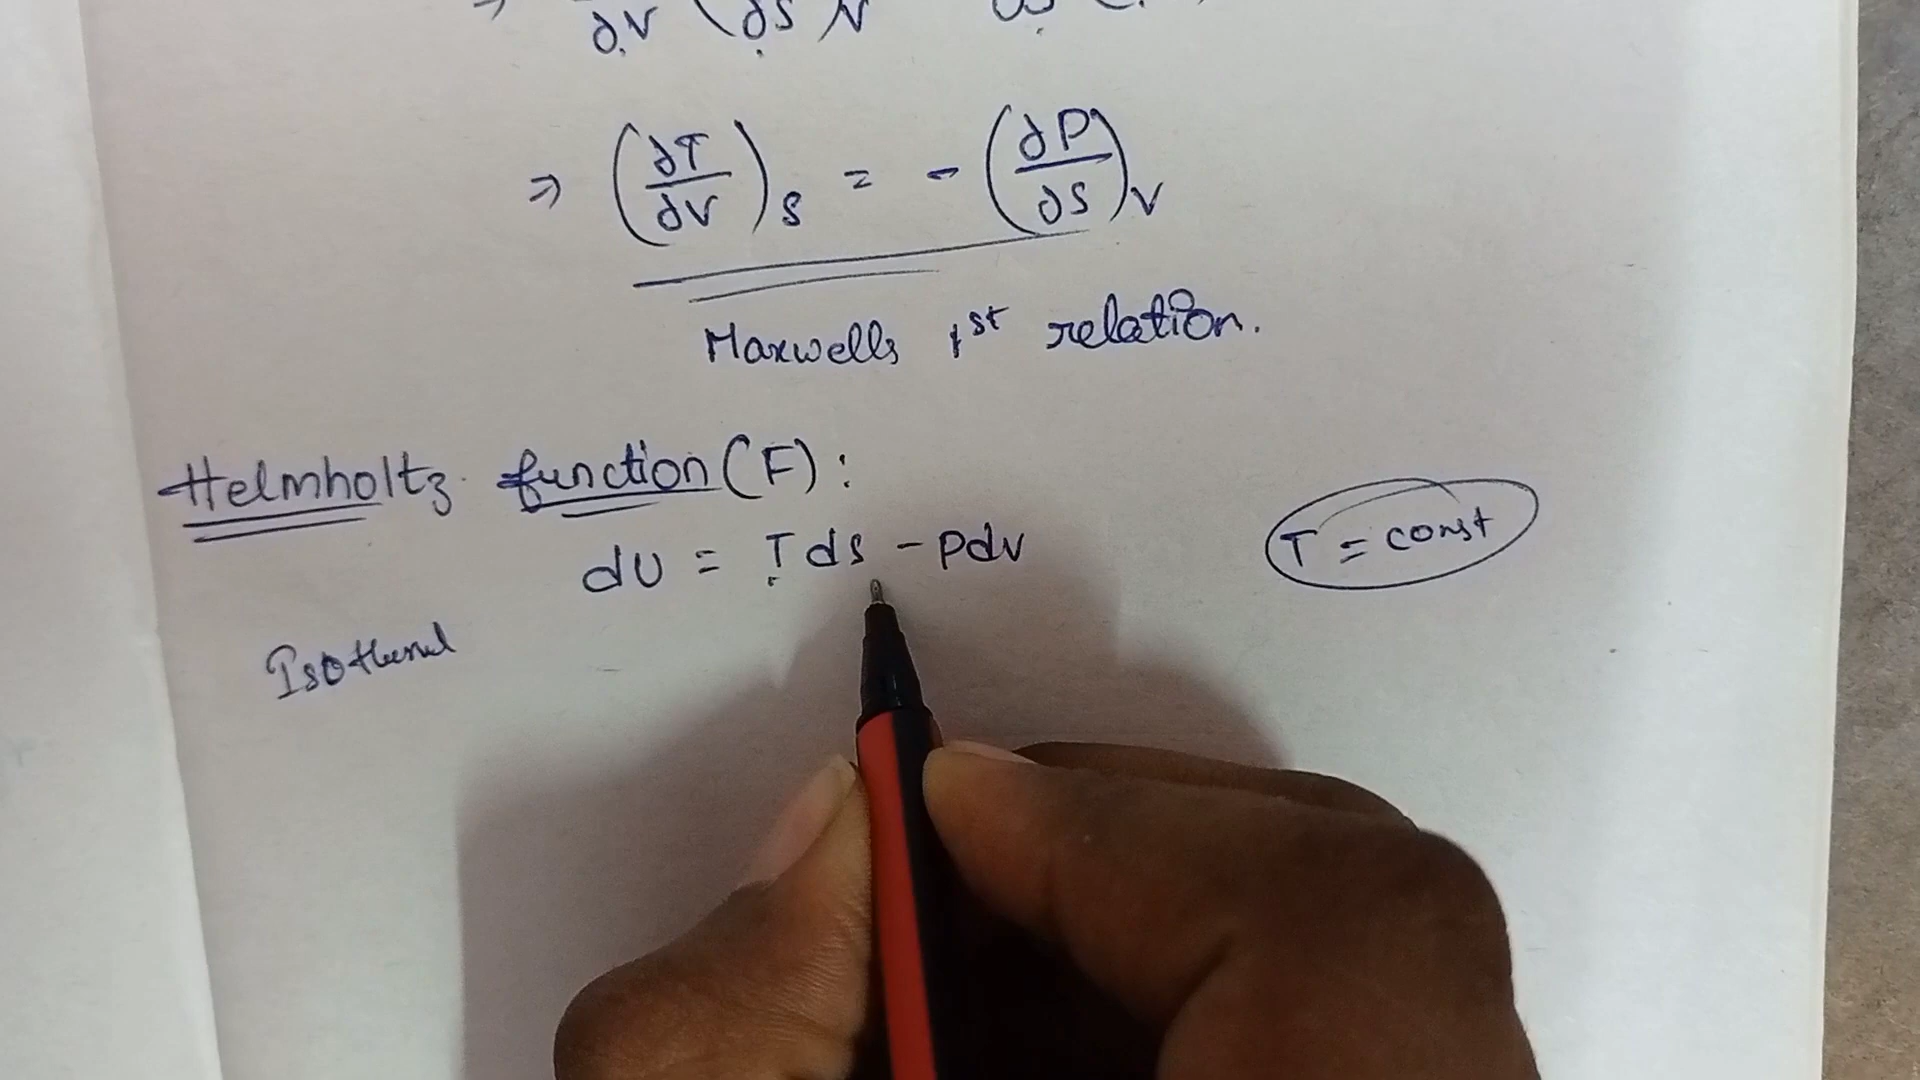 ⇒ ∂V (∂S)V ∂S
⇒ (∂T/∂V)S = - (∂P/∂S)V
Maxwells 1st relation.
Helmholtz function (F) :
dU = Tds - Pdv
T = const
Isothermal